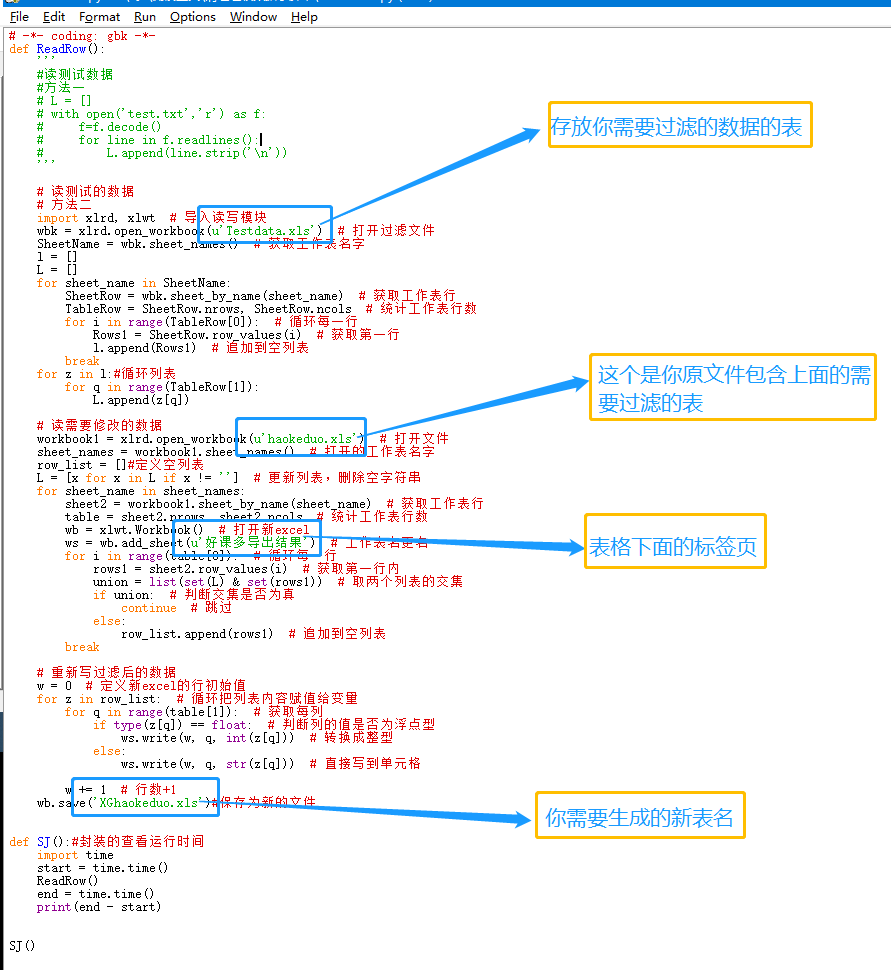 File Edit Format Run Options Window Help
# -*- coding: gbk -*-
def ReadRow():
    '''
    #读测试数据
    #方法一
    # L = []
    # with open('test.txt','r') as f:
    #     f=f.decode()
    #     for line in f.readlines():
    #         L.append(line.strip('\n'))
    '''
存放你需要过滤的数据的表
    # 读测试的数据
    # 方法二
    import xlrd, xlwt  # 导入读写模块
    wbk = xlrd.open_workbook(u'Testdata.xls')  # 打开过滤文件
    SheetName = wbk.sheet_names()  # 获取工作表名字
    l = []
    L = []
    for sheet_name in SheetName:
        SheetRow = wbk.sheet_by_name(sheet_name)  # 获取工作表行
        TableRow = SheetRow.nrows, SheetRow.ncols  # 统计工作表行数
        for i in range(TableRow[0]):  # 循环每一行
            Rows1 = SheetRow.row_values(i)  # 获取第一行
            l.append(Rows1)  # 追加到空列表
        break
    for z in l:#循环列表
        for q in range(TableRow[1]):
            L.append(z[q])
这个是你原文件包含上面的需
要过滤的表
    # 读需要修改的数据
    workbook1 = xlrd.open_workbook(u'haokeduo.xls')  # 打开文件
    sheet_names = workbook1.sheet_names()  # 打开的工作表名字
    row_list = []#定义空列表
    L = [x for x in L if x != '']  # 更新列表，删除空字符串
    for sheet_name in sheet_names:
        sheet2 = workbook1.sheet_by_name(sheet_name)  # 获取工作表行
        table = sheet2.nrows, sheet2.ncols  # 统计工作表行数
        wb = xlwt.Workbook()  # 打开新excel
        ws = wb.add_sheet(u'好课多导出结果')  # 工作表名更名
表格下面的标签页
        for i in range(table[0]):  # 循环每一行
            rows1 = sheet2.row_values(i)  # 获取第一行内
            union = list(set(L) & set(rows1))  # 取两个列表的交集
            if union:  # 判断交集是否为真
                continue  # 跳过
            else:
                row_list.append(rows1)  # 追加到空列表
        break
    # 重新写过滤后的数据
    w = 0  # 定义新excel的行初始值
    for z in row_list:  # 循环把列表内容赋值给变量
        for q in range(table[1]):  # 获取每列
            if type(z[q]) == float:  # 判断列的值是否为浮点型
                ws.write(w, q, int(z[q]))  # 转换成整型
            else:
                ws.write(w, q, str(z[q]))  # 直接写到单元格
        w += 1  # 行数+1
    wb.save('XGhaokeduo.xls')#保存为新的文件
你需要生成的新表名
def SJ():#封装的查看运行时间
    import time
    start = time.time()
    ReadRow()
    end = time.time()
    print(end - start)
SJ()